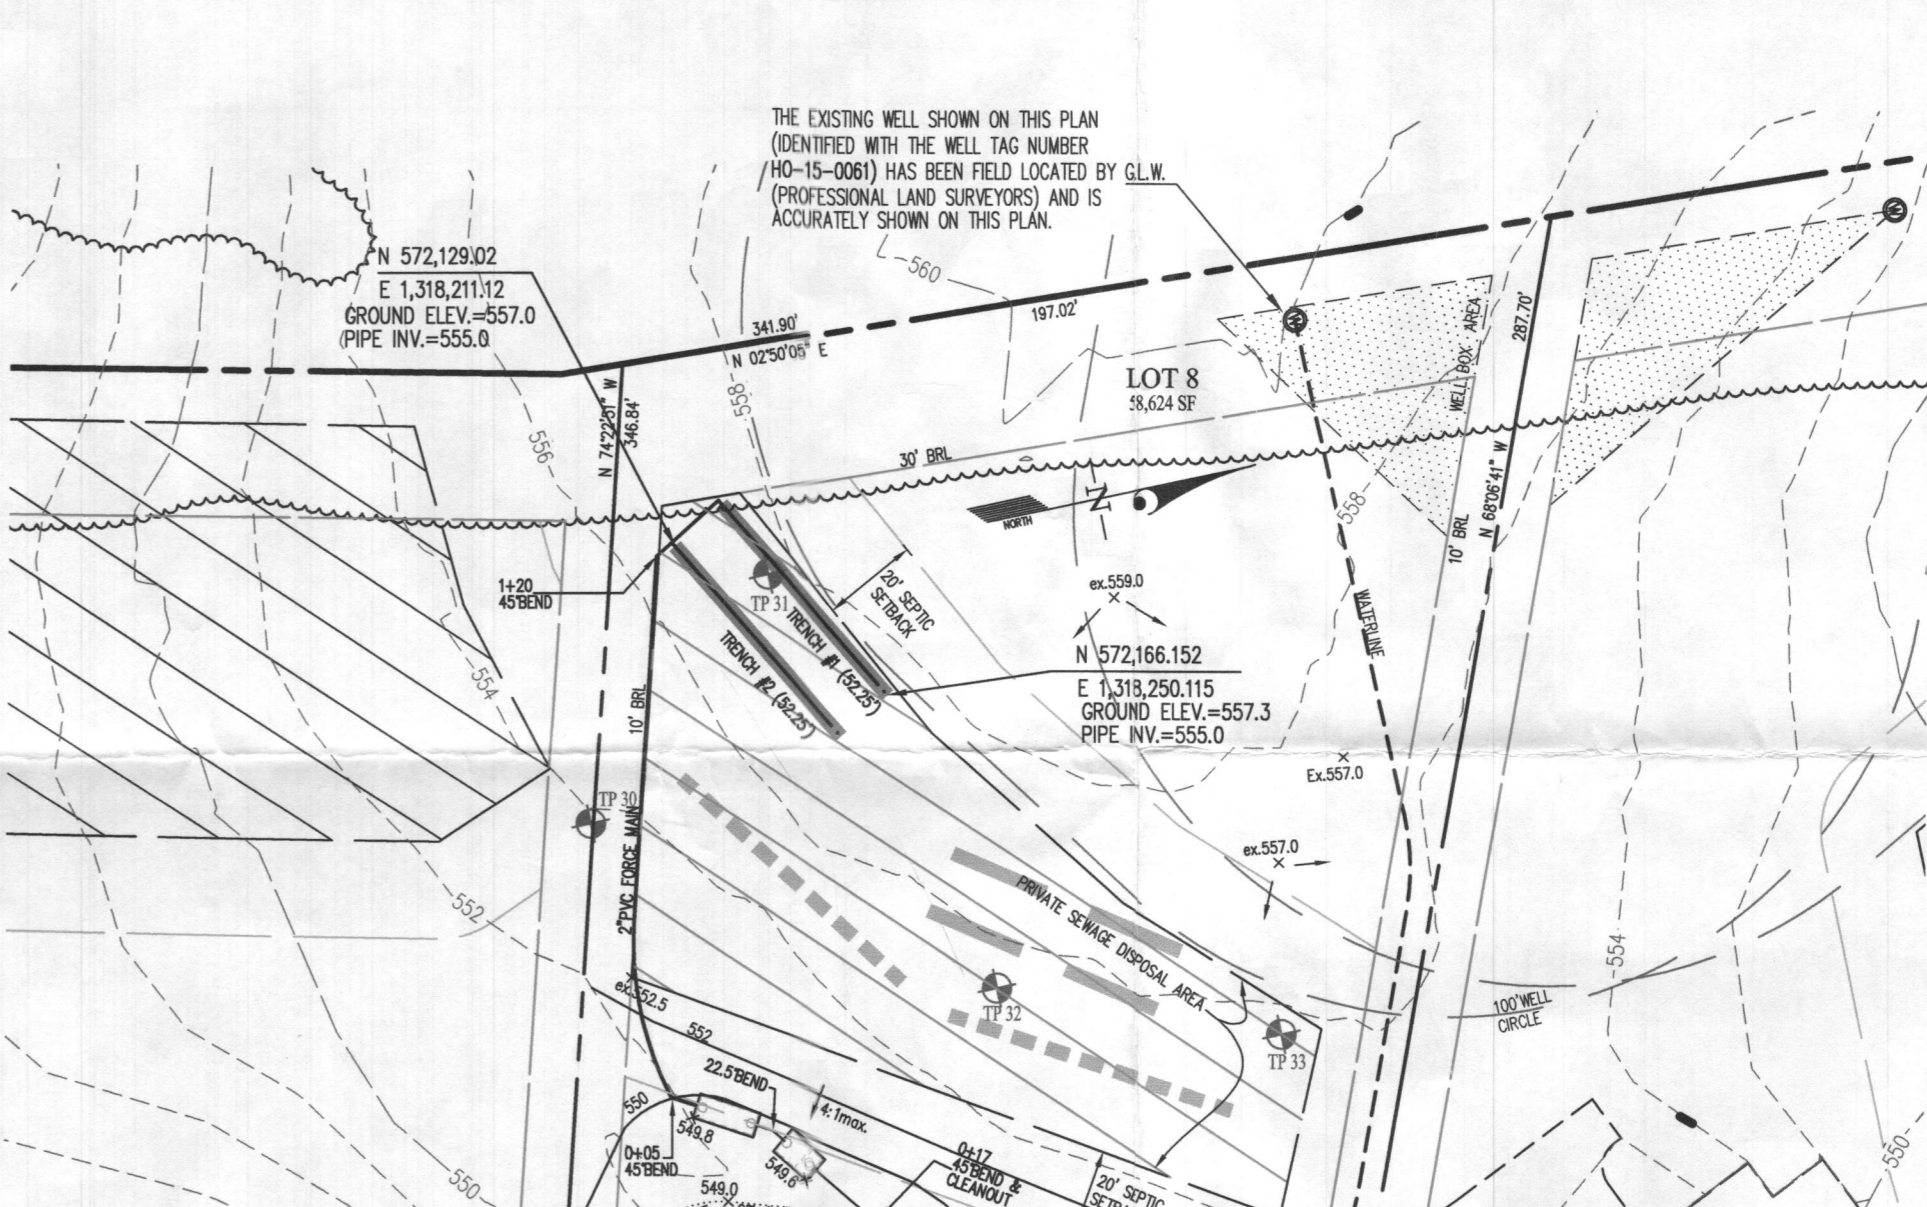 THE EXISTING WELL SHOWN ON THIS PLAN
(IDENTIFIED WITH THE WELL TAG NUMBER
HO-15-0061) HAS BEEN FIELD LOCATED BY G.L.W.
(PROFESSIONAL LAND SURVEYORS) AND IS
ACCURATELY SHOWN ON THIS PLAN.
N 572,129.02
E 1,318,211.12
GROUND ELEV.=557.0
PIPE INV.=555.0
560
341.90'
N 02°50'05" E
197.02'
W
W
LOT 8
58,624 SF
WELL BOX AREA
287.70'
N 68°06'41" W
10' BRL
N 74°22'51" W
346.84'
556
558
558
30' BRL
NORTH
N
1+20
45°BEND
TP 31
TRENCH #1 (52.25')
TRENCH #2 (52.25')
20' SEPTIC
SETBACK
ex.559.0
WATERLINE
N 572,166.152
E 1,318,250.115
GROUND ELEV.=557.3
PIPE INV.=555.0
554
10' BRL
Ex.557.0
TP 30
2"PVC FORCE MAIN
ex.557.0
PRIVATE SEWAGE DISPOSAL AREA
552
554
TP 32
TP 33
100'WELL
CIRCLE
ex.552.5
552
22.5°BEND
4:1max.
550
549.8
0+05
45°BEND
549.6
549.0
0+17
45°BEND &
CLEANOUT
20' SEPTIC
550
550